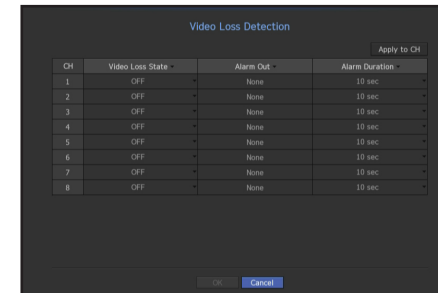 Video Loss Detection
Apply to CH
CH Video Loss State Alarm Out Alarm Duration
1 OFF None 10 sec
2 OFF None 10 sec
3 OFF None 10 sec
4 OFF None 10 sec
5 OFF None 10 sec
6 OFF None 10 sec
7 OFF None 10 sec
8 OFF None 10 sec
OK Cancel